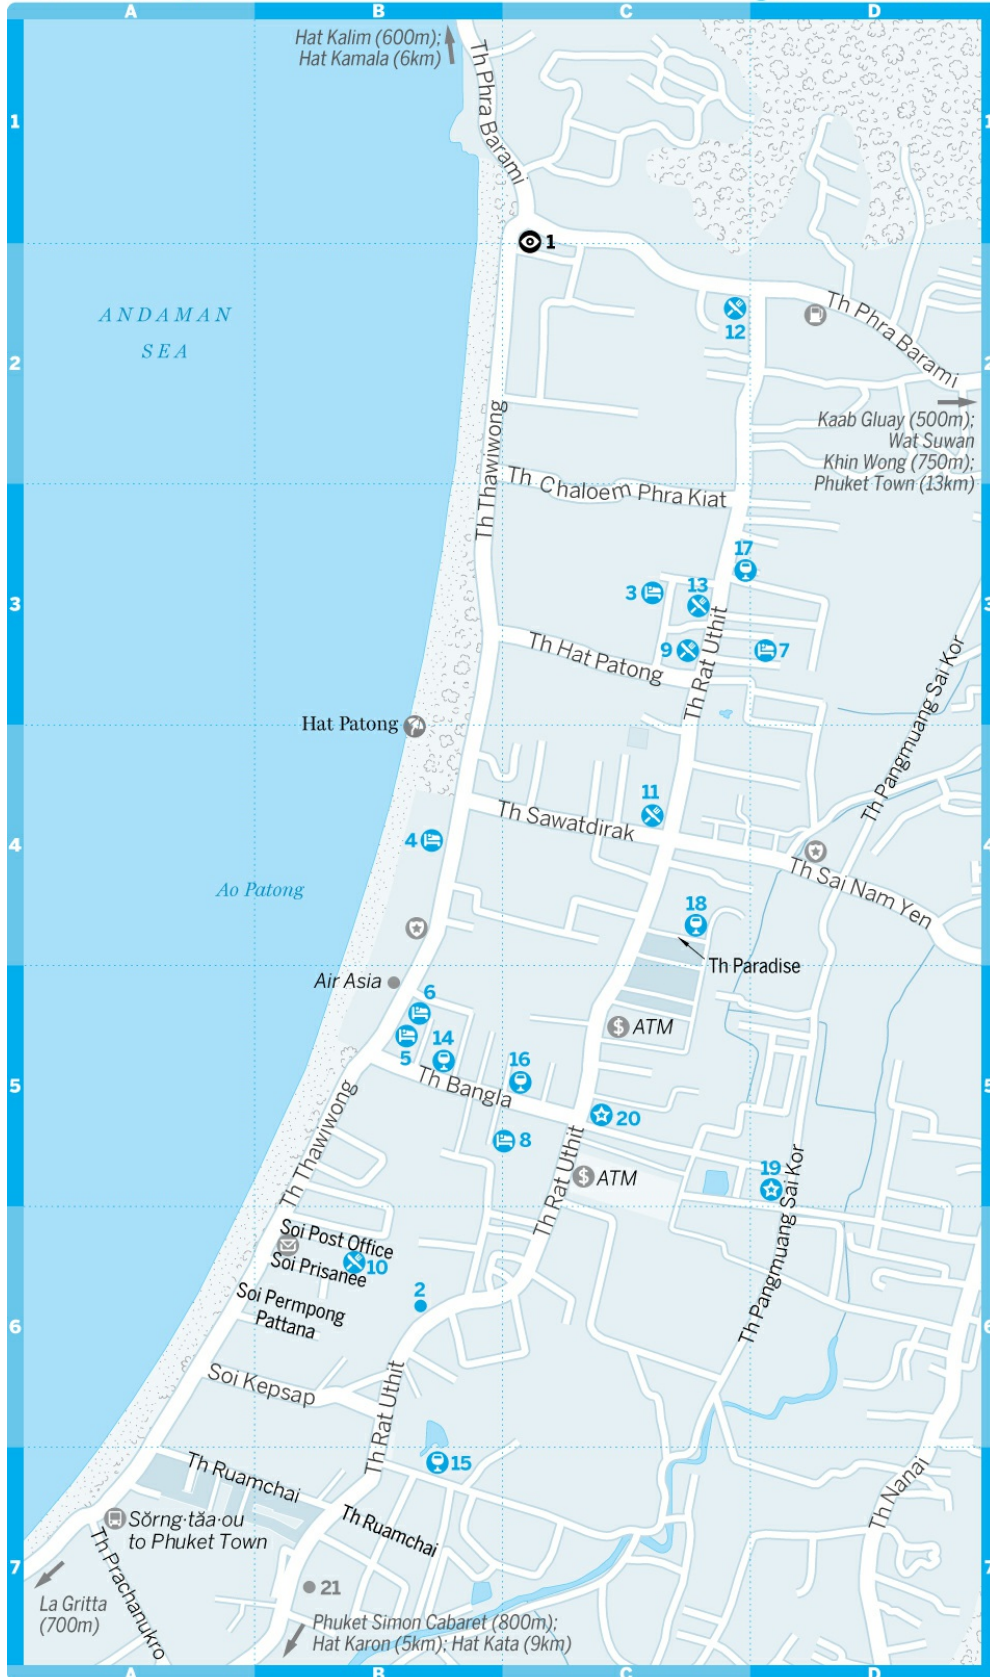 A
B
C
D
Hat Kalim (600m);
Hat Kamala (6km)
Th Phra Barami
1
1
1
ANDAMAN
SEA
12
Th Phra Barami
2
2
Kaab Gluay (500m);
Wat Suwan
Khin Wong (750m);
Phuket Town (13km)
Th Thawiwong
Th Chaloem Phra Kiat
17
3
13
3
3
9
7
Th Hat Patong
Th Rat Uthit
Th Pangmuang Sai Kor
Hat Patong
11
Th Sawatdirak
4
4
4
Th Sai Nam Yen
Ao Patong
18
Th Paradise
Air Asia
6
ATM
5
14
16
5
5
Th Bangla
20
8
Th Thawiwong
Th Rat Uthit
ATM
19
Th Pangmuang Sai Kor
Soi Post Office
10
Soi Prisanee
2
Soi Permpong
Pattana
6
6
Soi Kepsap
Th Rat Uthit
15
Th Ruamchai
Th Nanai
Sŏrng·tăa·ou
to Phuket Town
Th Ruamchai
Th Prachanukro
7
7
21
La Gritta
(700m)
Phuket Simon Cabaret (800m);
Hat Karon (5km); Hat Kata (9km)
A
B
C
D